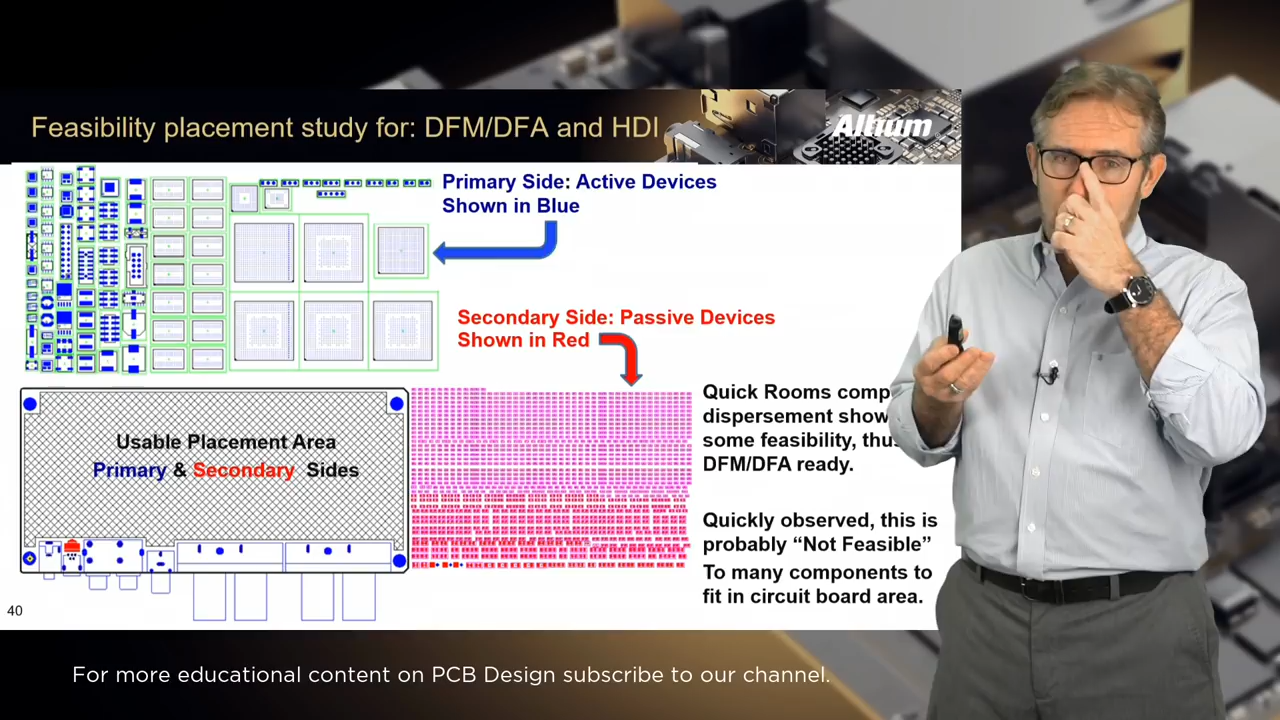 Feasibility placement study for: DFM/DFA and HDI
Altium
Primary Side: Active Devices
Shown in Blue
Secondary Side: Passive Devices
Shown in Red
Usable Placement Area
Primary & Secondary Sides
Quick Rooms comp
dispersement show
some feasibility, thu
DFM/DFA ready.
Quickly observed, this is
probably “Not Feasible”
To many components to
fit in circuit board area.
40
For more educational content on PCB Design subscribe to our channel.